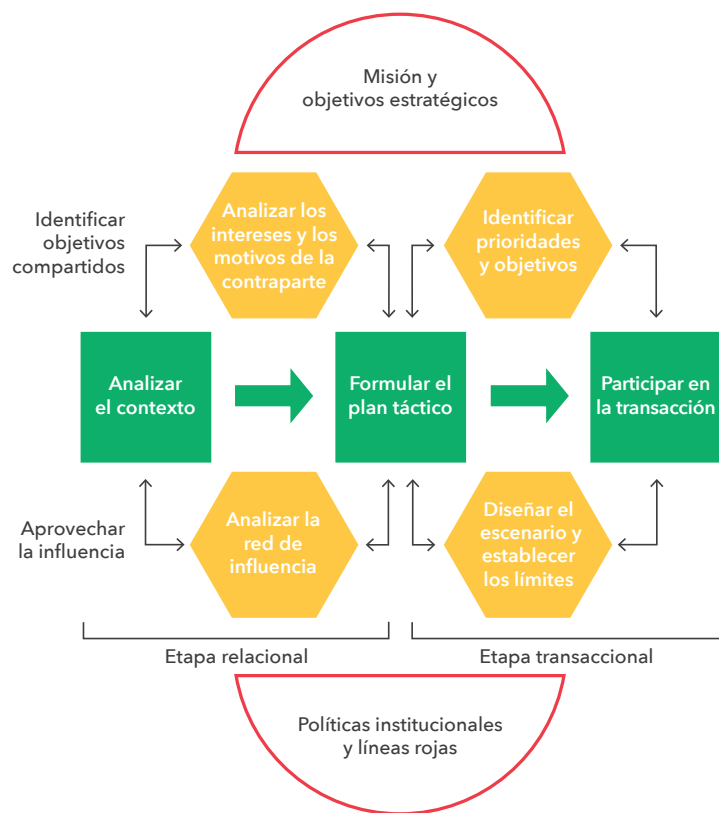 Misión y
objetivos estratégicos
Identificar
objetivos
compartidos
Analizar los
intereses y los
motivos de la
contraparte
Identificar
prioridades
y objetivos
Analizar
el contexto
Formular el
plan táctico
Participar en
la transacción
Aprovechar
la influencia
Analizar la
red de
influencia
Diseñar el
escenario y
establecer
los límites
Etapa relacional
Etapa transaccional
Políticas institucionales
y líneas rojas